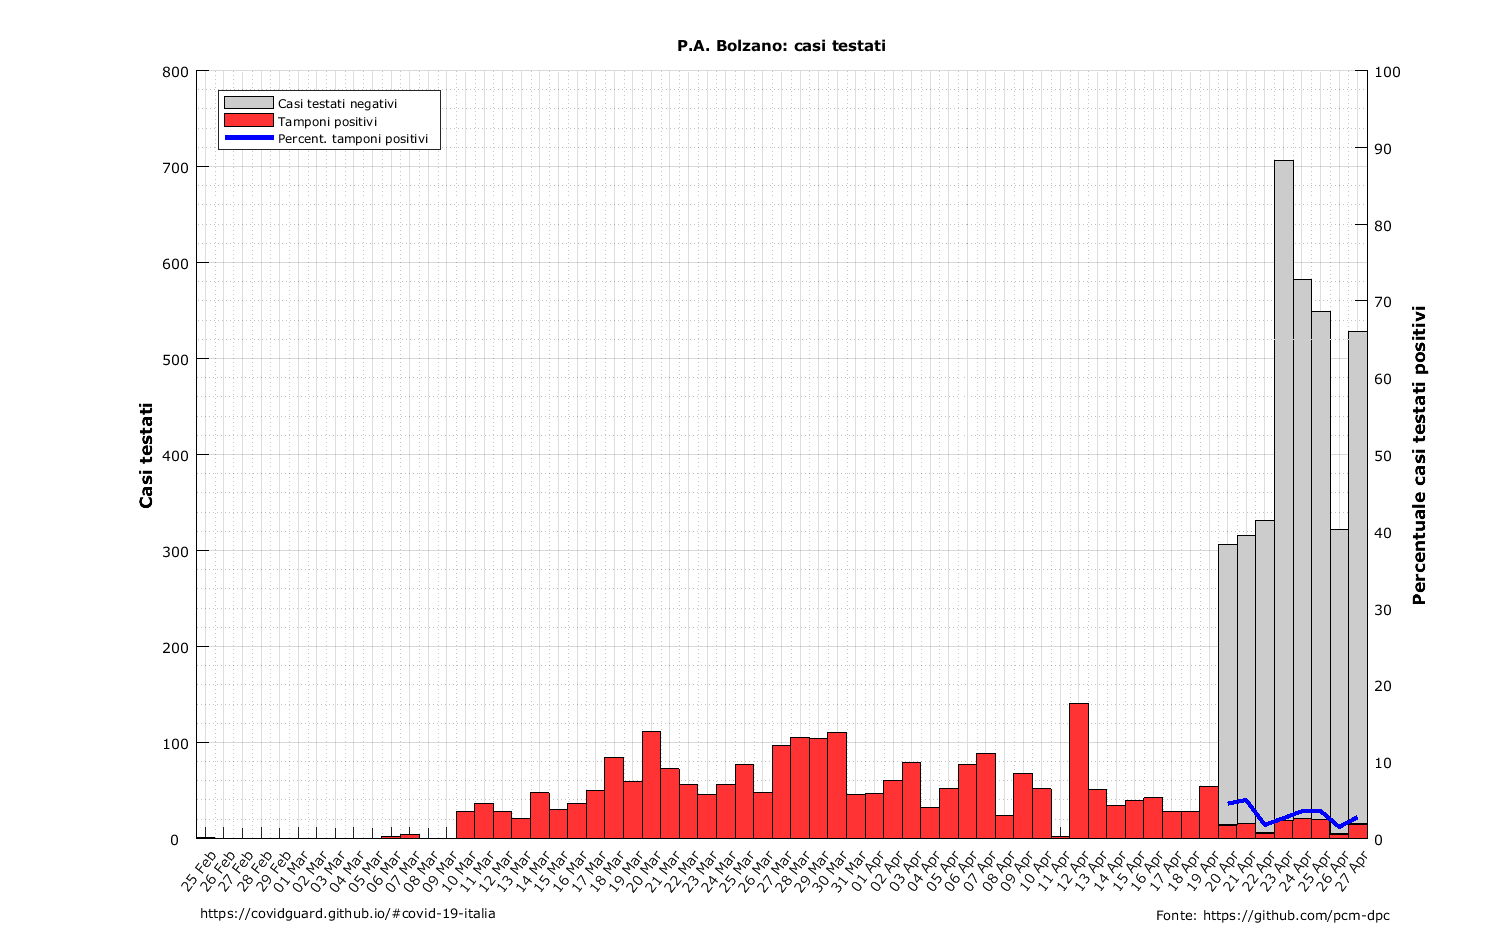 P.A. Bolzano: casi testati
Casi testati negativi
Tamponi positivi
Percent. tamponi positivi
800
700
600
500
400
300
200
100
0
100
90
80
70
60
50
40
30
20
10
0
Casi testati
Percentuale casi testati positivi
25 Feb
26 Feb
27 Feb
28 Feb
29 Feb
01 Mar
02 Mar
03 Mar
04 Mar
05 Mar
06 Mar
07 Mar
08 Mar
09 Mar
10 Mar
11 Mar
12 Mar
13 Mar
14 Mar
15 Mar
16 Mar
17 Mar
18 Mar
19 Mar
20 Mar
21 Mar
22 Mar
23 Mar
24 Mar
25 Mar
26 Mar
27 Mar
28 Mar
29 Mar
30 Mar
31 Mar
01 Apr
02 Apr
03 Apr
04 Apr
05 Apr
06 Apr
07 Apr
08 Apr
09 Apr
10 Apr
11 Apr
12 Apr
13 Apr
14 Apr
15 Apr
16 Apr
17 Apr
18 Apr
19 Apr
20 Apr
21 Apr
22 Apr
23 Apr
24 Apr
25 Apr
26 Apr
27 Apr
https://covidguard.github.io/#covid-19-italia
Fonte: https://github.com/pcm-dpc